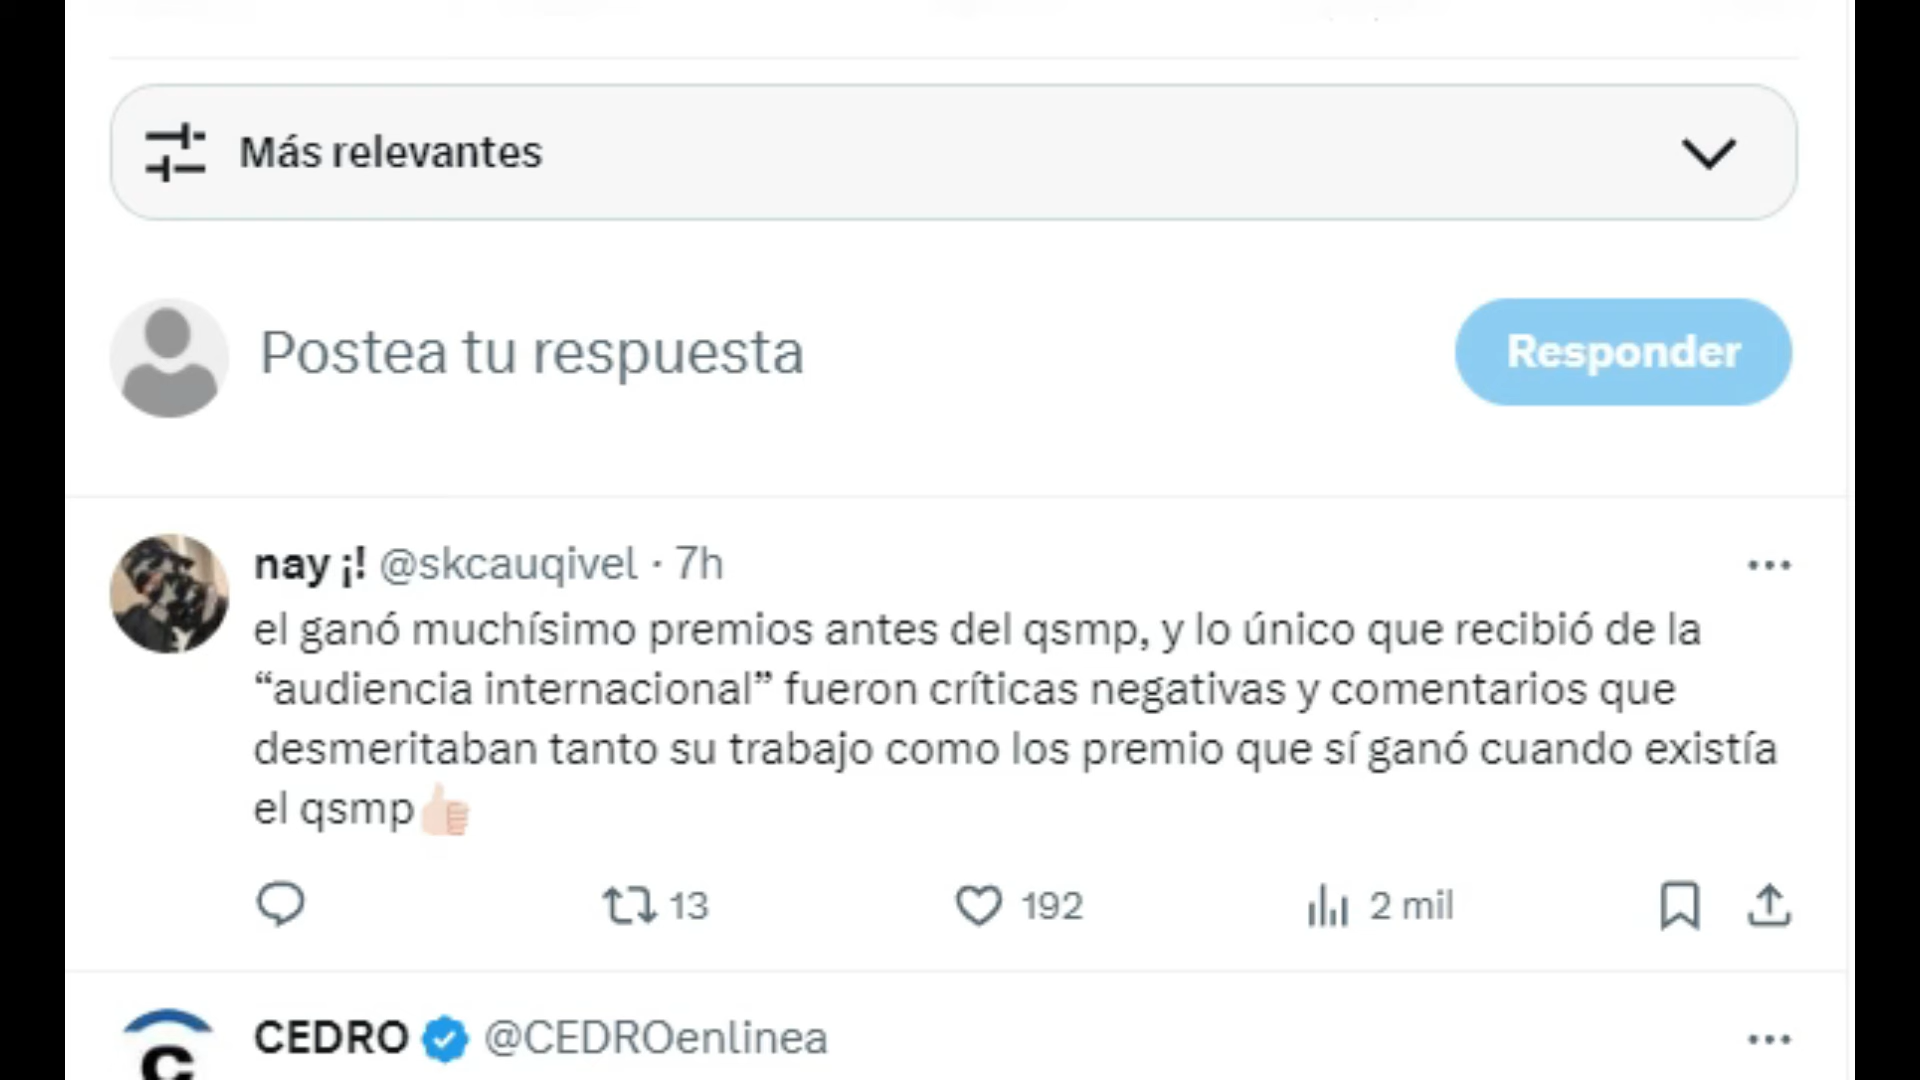 Más relevantes
Postea tu respuesta
Responder
nay ¡! @skcauqivel · 7h
el ganó muchísimo premios antes del qsmp, y lo único que recibió de la
“audiencia internacional” fueron críticas negativas y comentarios que
desmeritaban tanto su trabajo como los premio que sí ganó cuando existía
el qsmp👍🏻
13 192 2 mil
CEDRO @CEDROenlinea
C